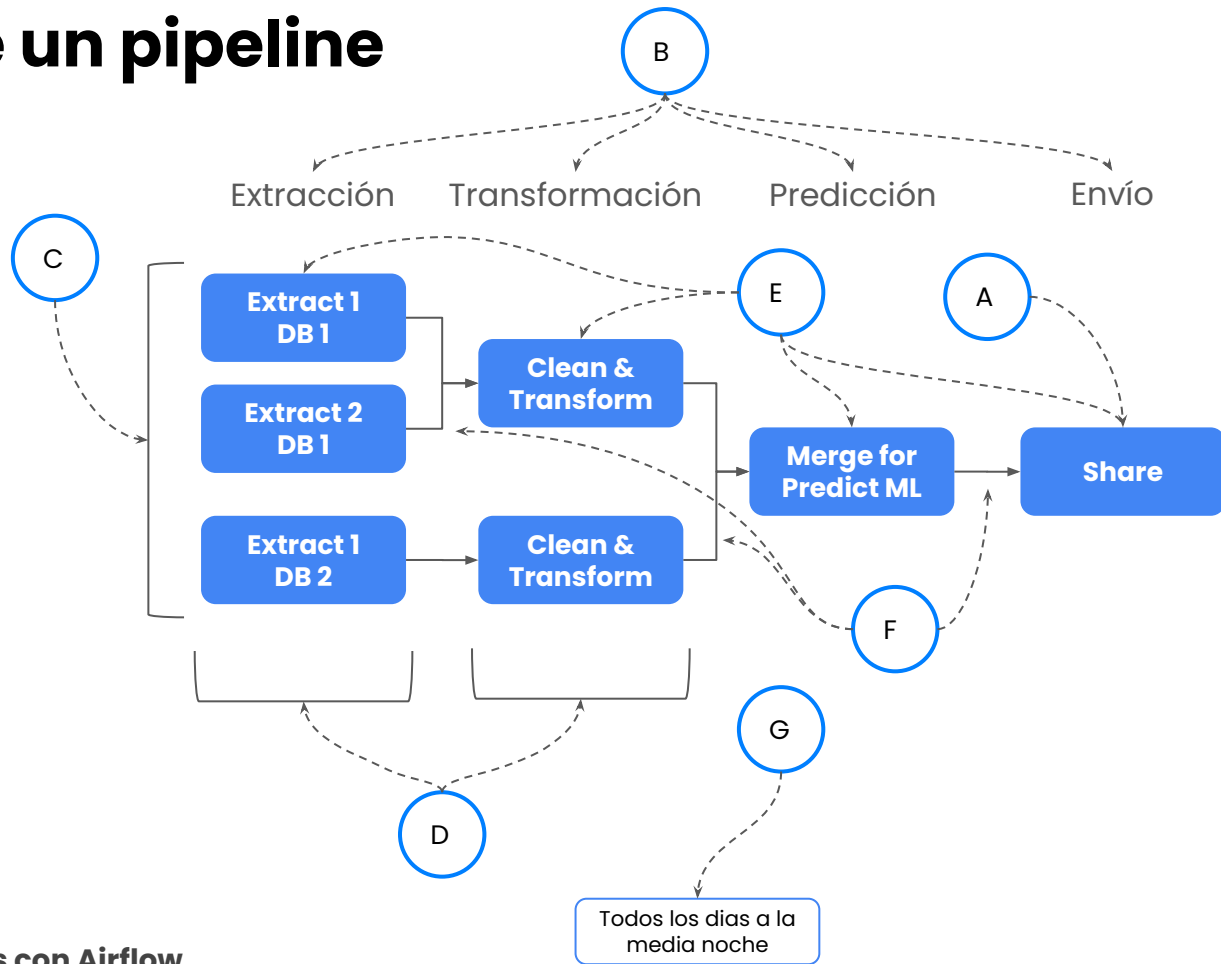 e un pipeline
B
Extracción
Transformación
Predicción
Envío
C
E
A
Extract 1
DB 1
Extract 2
DB 1
Clean &
Transform
Merge for
Predict ML
Share
Extract 1
DB 2
Clean &
Transform
F
G
D
Todos los dias a la
media noche
s con Airflow